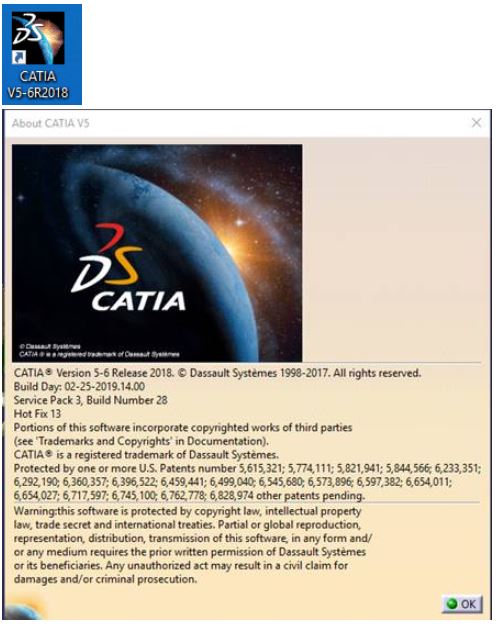 CATIA
V5-6R2018
About CATIA V5
DS
CATIA
© Dassault Systèmes
CATIA ® is a registered trademark of Dassault Systèmes
CATIA® Version 5-6 Release 2018. © Dassault Systèmes 1998-2017. All rights reserved.
Build Day: 02-25-2019.14.00
Service Pack 3, Build Number 28
Hot Fix 13
Portions of this software incorporate copyrighted works of third parties
(see 'Trademarks and Copyrights' in Documentation).
CATIA® is a registered trademark of Dassault Systèmes.
Protected by one or more U.S. Patents number 5,615,321; 5,774,111; 5,821,941; 5,844,566; 6,233,351;
6,292,190; 6,360,357; 6,396,522; 6,459,441; 6,499,040; 6,545,680; 6,573,896; 6,597,382; 6,654,011;
6,654,027; 6,717,597; 6,745,100; 6,762,778; 6,828,974 other patents pending.
Warning:this software is protected by copyright law, intellectual property
law, trade secret and international treaties. Partial or global reproduction,
representation, distribution, transmission of this software, in any form and/
or any medium requires the prior written permission of Dassault Systèmes
or its beneficiaries. Any unauthorized act may result in a civil claim for
damages and/or criminal prosecution.
OK